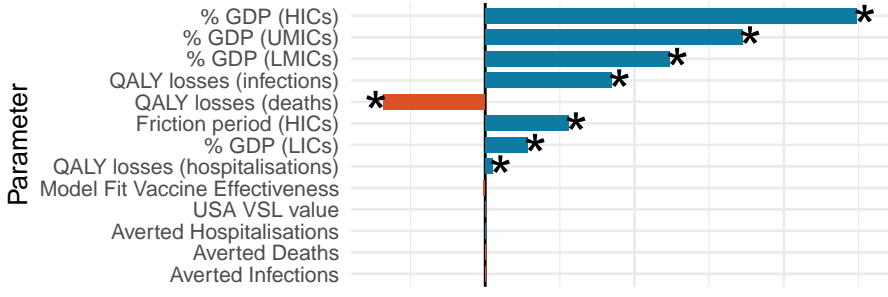 Parameter
% GDP (HICs)
% GDP (UMICs)
% GDP (LMICs)
QALY losses (infections)
QALY losses (deaths)
Friction period (HICs)
% GDP (LICs)
QALY losses (hospitalisations)
Model Fit Vaccine Effectiveness
USA VSL value
Averted Hospitalisations
Averted Deaths
Averted Infections